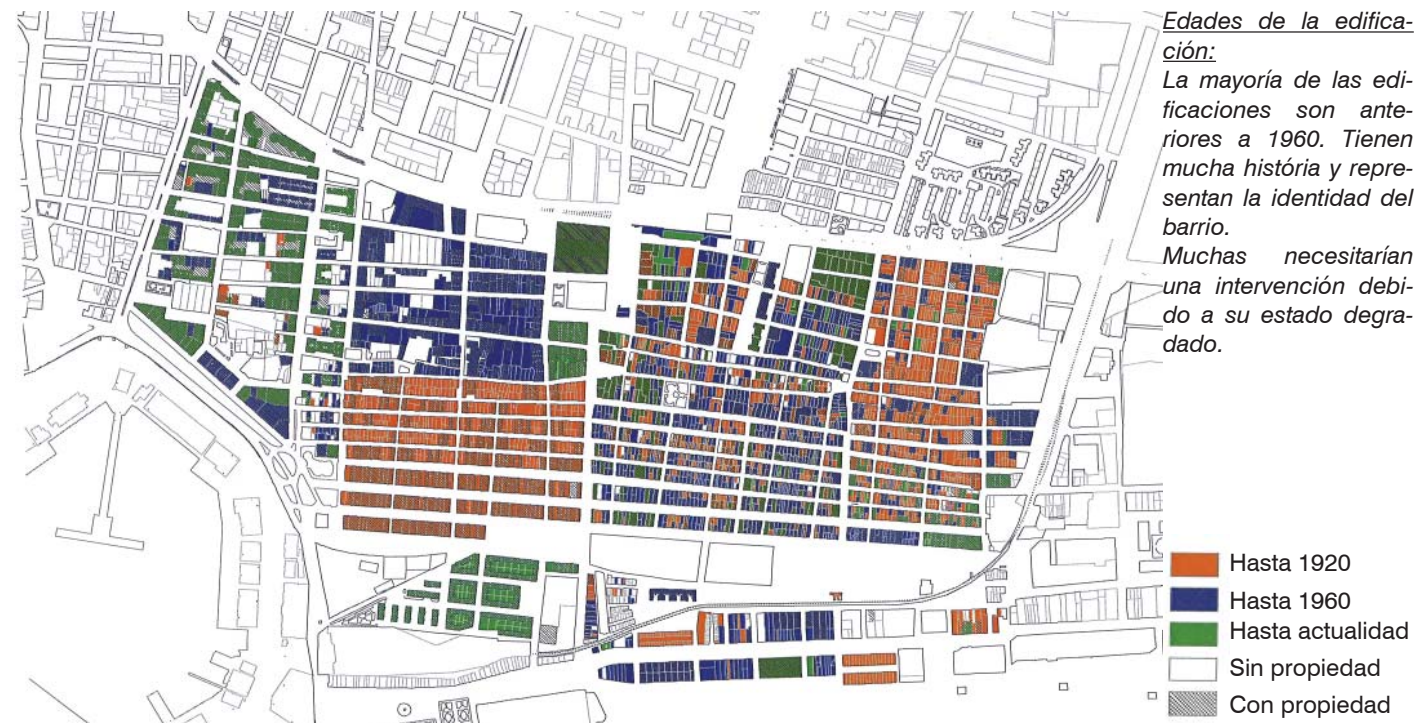 Edades de la edifica-
ción:
La mayoría de las edi-
ficaciones son ante-
riores a 1960. Tienen
mucha história y repre-
sentan la identidad del
barrio.
Muchas necesitarían
una intervención debi-
do a su estado degra-
dado.
Hasta 1920
Hasta 1960
Hasta actualidad
Sin propiedad
Con propiedad